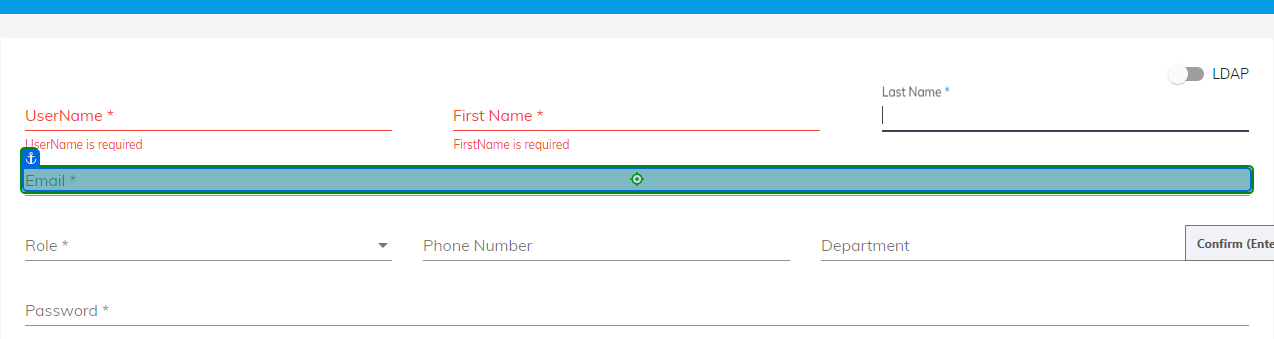 LDAP
Last Name *
UserName *
First Name *
UserName is required
FirstName is required
Email *
Role *
Phone Number
Department
Confirm (Ente
Password *